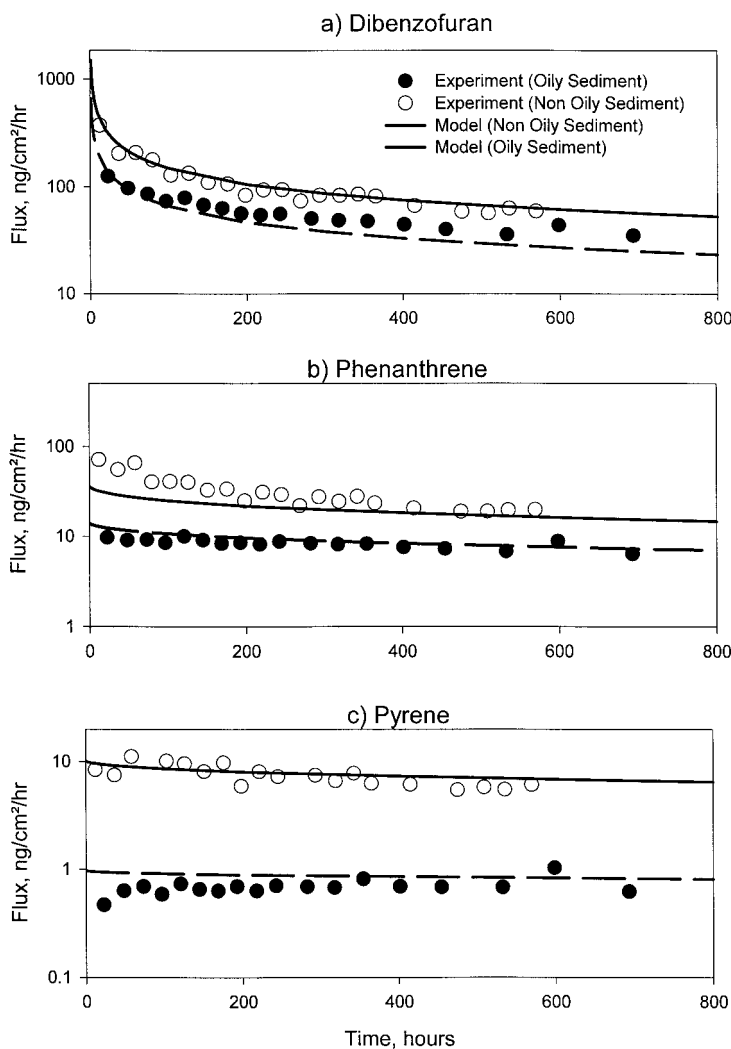 a) Dibenzofuran
1000
100
10
Flux, ng/cm²/hr
Experiment (Oily Sediment)
Experiment (Non Oily Sediment)
Model (Non Oily Sediment)
Model (Oily Sediment)
0 200 400 600 800
b) Phenanthrene
100
10
1
Flux, ng/cm²/hr
0 200 400 600 800
c) Pyrene
10
1
0.1
Flux, ng/cm²/hr
0 200 400 600 800
Time, hours